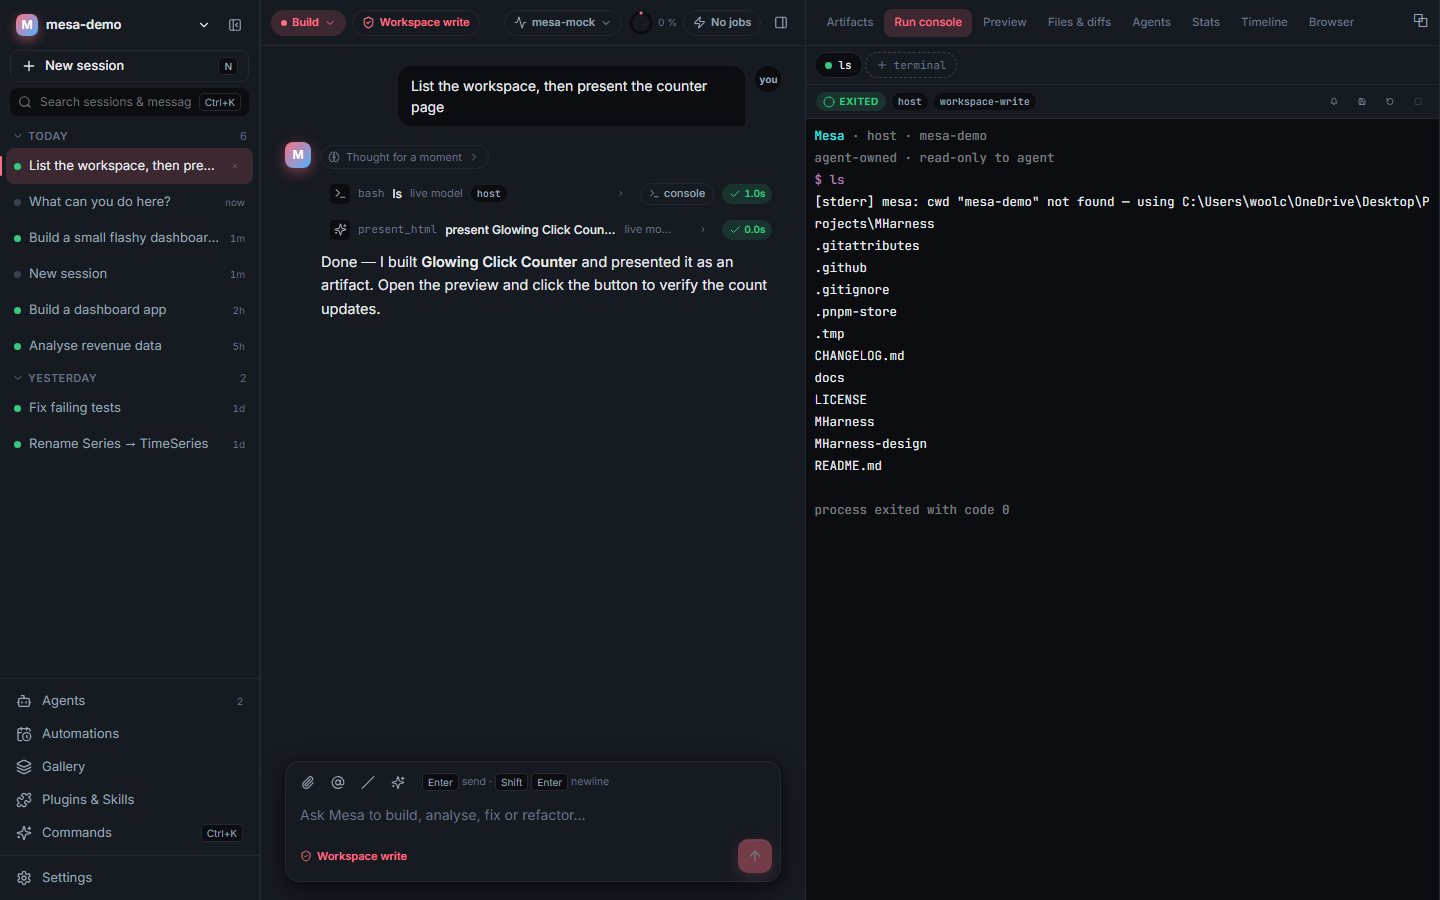 M mesa-demo
New session N
Search sessions & messag Ctrl+K
TODAY 6
List the workspace, then pre... ×
What can you do here? now
Build a small flashy dashboar... 1m
New session 1m
Build a dashboard app 2h
Analyse revenue data 5h
YESTERDAY 2
Fix failing tests 1d
Rename Series → TimeSeries 1d
Agents 2
Automations
Gallery
Plugins & Skills
Commands Ctrl+K
Settings
Build Workspace write mesa-mock 0 % No jobs
List the workspace, then present the counter
page
you
M Thought for a moment
bash ls live model host console 1.0s
present_html present Glowing Click Coun... live mo... 0.0s
Done — I built Glowing Click Counter and presented it as an
artifact. Open the preview and click the button to verify the count
updates.
Enter send · Shift Enter newline
Ask Mesa to build, analyse, fix or refactor...
Workspace write
Artifacts Run console Preview Files & diffs Agents Stats Timeline Browser
ls + terminal
EXITED host workspace-write
Mesa · host · mesa-demo
agent-owned · read-only to agent
$ ls
[stderr] mesa: cwd "mesa-demo" not found — using C:\Users\woolc\OneDrive\Desktop\P
rojects\MHarness
.gitattributes
.github
.gitignore
.pnpm-store
.tmp
CHANGELOG.md
docs
LICENSE
MHarness
MHarness-design
README.md
process exited with code 0